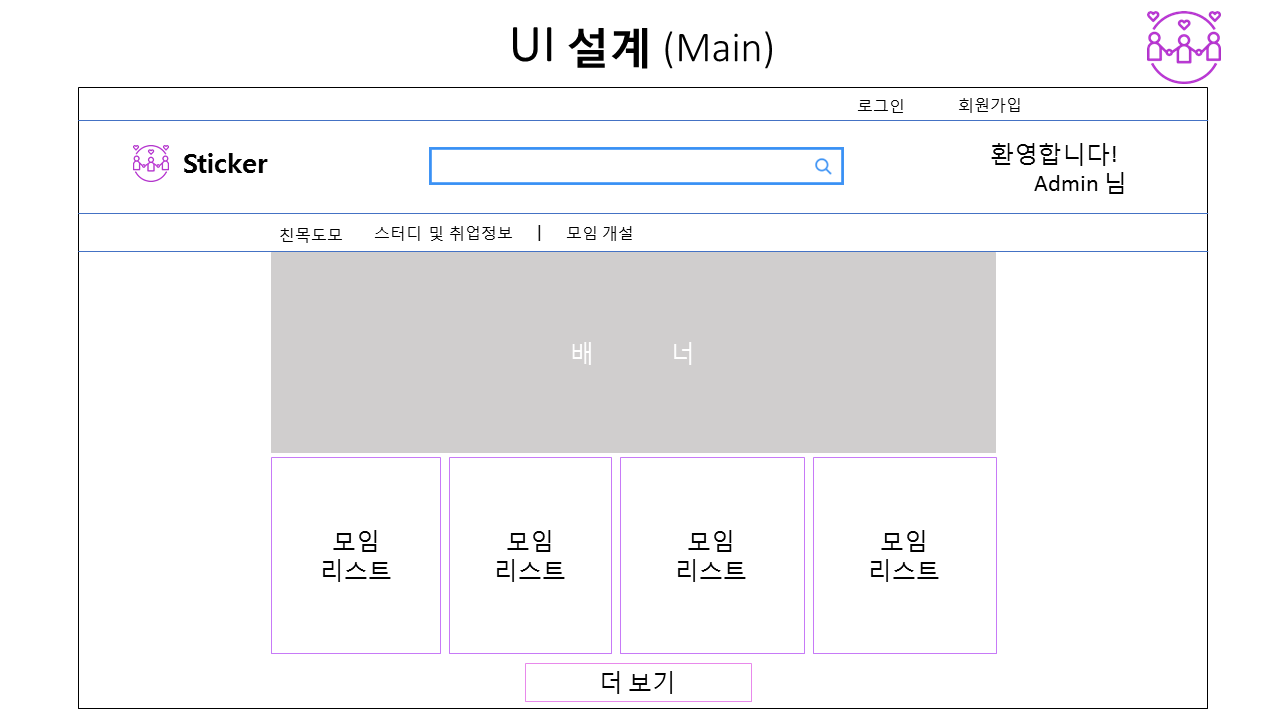 UI 설계 (Main)
로그인 회원가입
Sticker
환영합니다!
Admin 님
친목도모 스터디 및 취업정보 | 모임 개설
배 너
모임
리스트
모임
리스트
모임
리스트
모임
리스트
더 보기